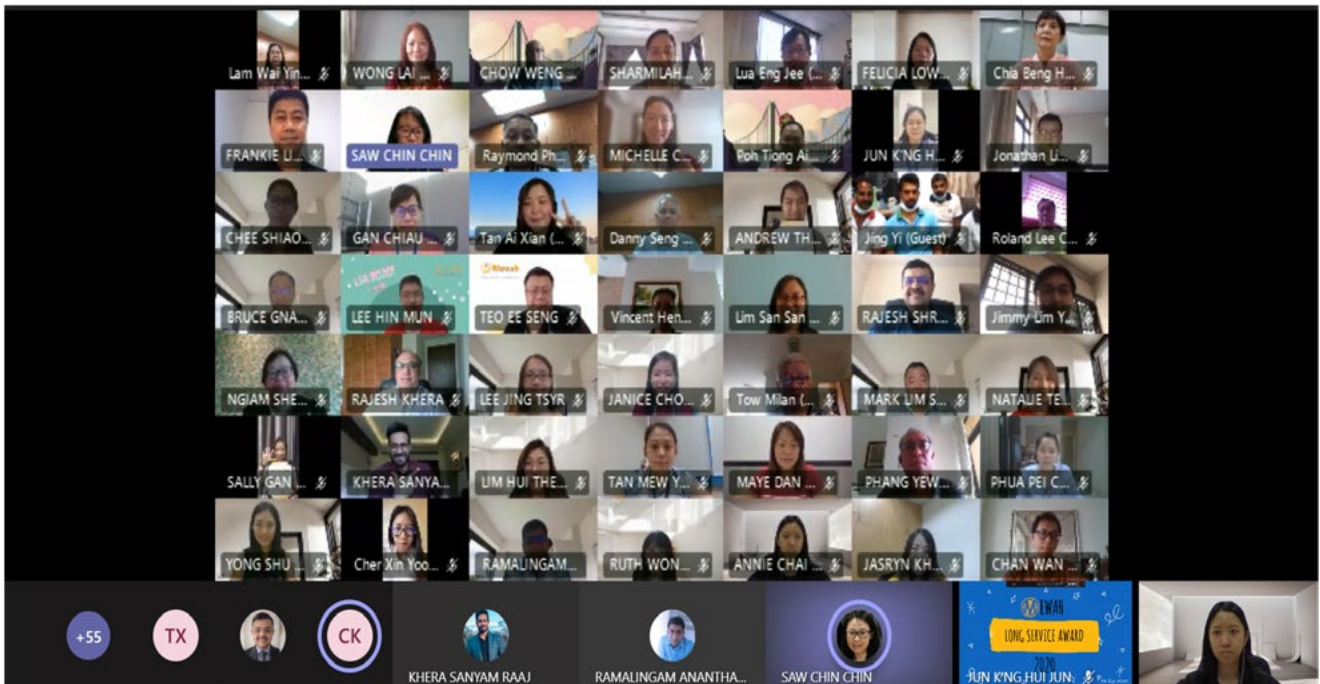 Lam Wai Yin...
WONG LAI ...
CHOW WENG ...
SHARMILAH...
Lua Eng Jee (...
FELICIA LOW...
Chia Beng H...
FRANKIE LI...
SAW CHIN CHIN
Raymond Ph...
MICHELLE C...
Poh Tiong Ai...
JUN K'NG H...
Jonathan Li...
CHEE SHIAO...
GAN CHIAU ...
Tan Ai Xian (...
Danny Seng ...
ANDREW TH...
Jing Yi (Guest)
Roland Lee C...
BRUCE GNA...
LEE HIN MUN
Mewah
TEO EE SENG
Vincent Hen...
Lim San San ...
RAJESH SHR...
Jimmy Lim Y...
NGIAM SHE...
RAJESH KHERA
LEE JING TSYR
JANICE CHO...
Tow Milan (...
MARK LIM S...
NATALIE TE...
SALLY GAN ...
KHERA SANYA...
LIM HUI THE...
TAN MEW Y...
MAYE DAN ...
PHANG YEW...
PHUA PEI C...
YONG SHU ...
Cher Xin Yoo...
RAMALINGAM...
RUTH WON...
ANNIE CHAI ...
JASRYN KH...
CHAN WAN ...
+55
TX
CK
KHERA SANYAM RAAJ
RAMALINGAM ANANTHA...
SAW CHIN CHIN
LONG SERVICE AWARD
2020
JUN K'NG HUI JUN